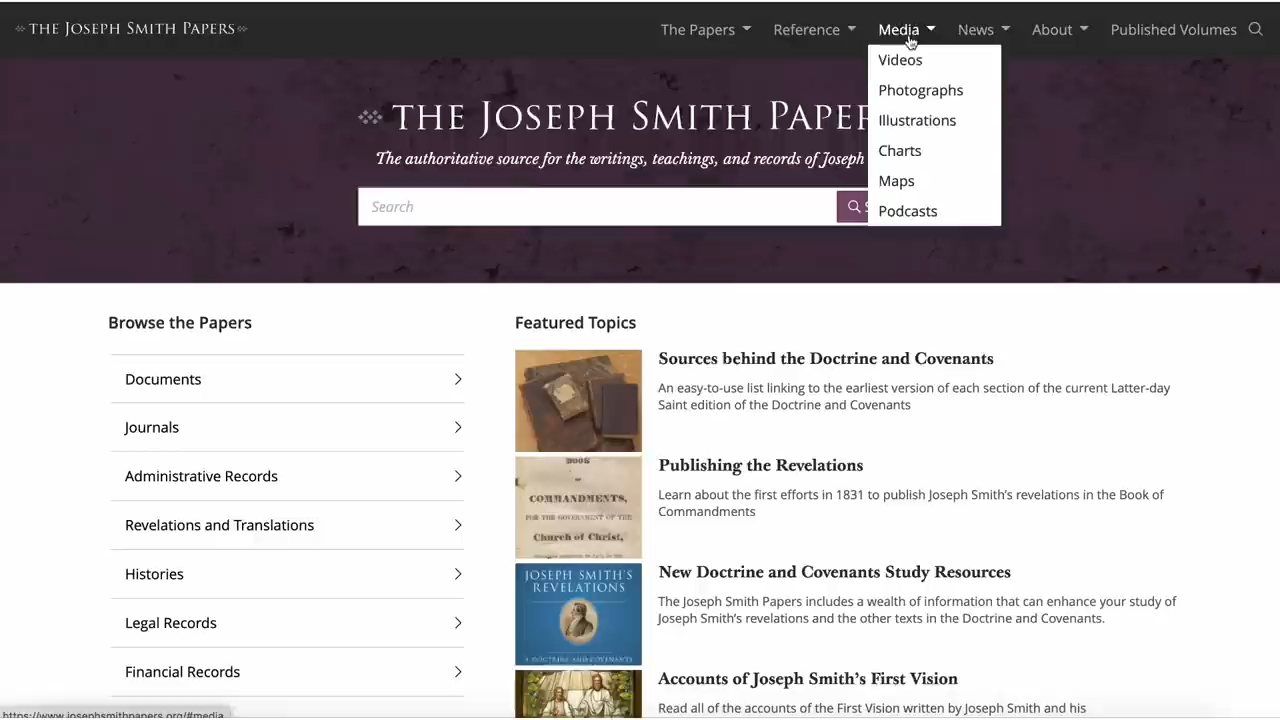 THE JOSEPH SMITH PAPERS
The Papers
Reference
Media
News
About
Published Volumes
Videos
Photographs
Illustrations
Charts
Maps
Podcasts
THE JOSEPH SMITH PAPER
The authoritative source for the writings, teachings, and records of Joseph
Search
Browse the Papers
Documents
Journals
Administrative Records
Revelations and Translations
Histories
Legal Records
Financial Records
Featured Topics
Sources behind the Doctrine and Covenants
An easy-to-use list linking to the earliest version of each section of the current Latter-day
Saint edition of the Doctrine and Covenants
BOOK
COMMANDMENTS,
FOR THE GOVERNMENT OF THE
Church of Christ,
Publishing the Revelations
Learn about the first efforts in 1831 to publish Joseph Smith's revelations in the Book of
Commandments
JOSEPH SMITH'S
REVELATIONS
New Doctrine and Covenants Study Resources
The Joseph Smith Papers includes a wealth of information that can enhance your study of
Joseph Smith's revelations and the other texts in the Doctrine and Covenants.
Accounts of Joseph Smith's First Vision
Read all of the accounts of the First Vision written by Joseph Smith and his
https://www.josephsmithpapers.org/#media